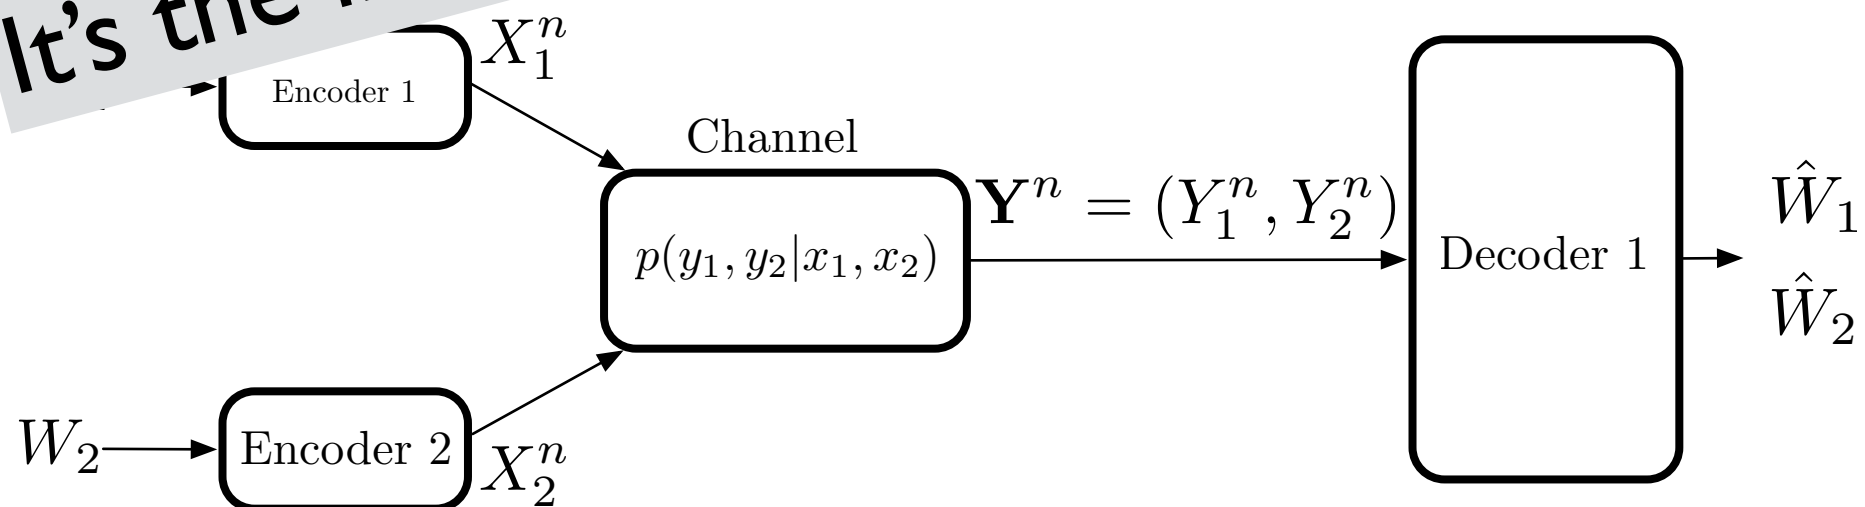 It's the
X_1^n
Encoder 1
Channel
p(y_1, y_2|x_1, x_2)
𝐘^n = (Y_1^n, Y_2^n)
Decoder 1
Ŵ_1
Ŵ_2
W_2
Encoder 2
X_2^n